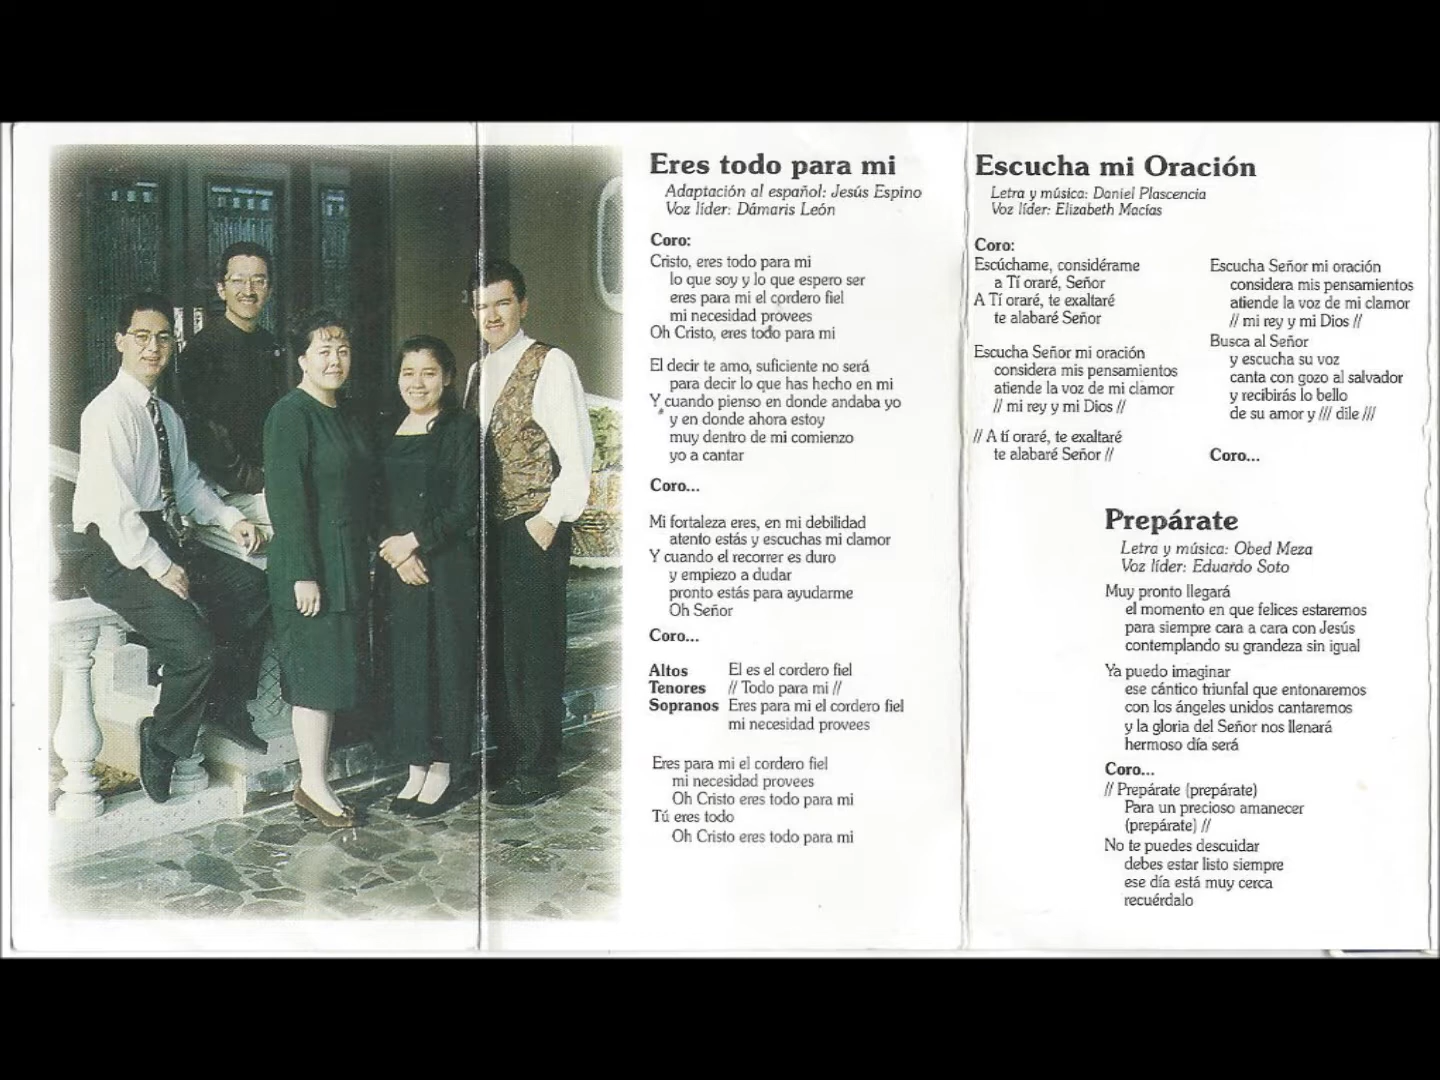 Eres todo para mi
Adaptación al español: Jesús Espino
Voz líder: Dámaris León
Coro:
Cristo, eres todo para mi
lo que soy y lo que espero ser
eres para mi el cordero fiel
mi necesidad provees
Oh Cristo, eres todo para mi
El decir te amo, suficiente no será
para decir lo que has hecho en mi
Y cuando pienso en donde andaba yo
y en donde ahora estoy
muy dentro de mi comienzo
yo a cantar
Coro...
Mi fortaleza eres, en mi debilidad
atento estás y escuchas mi clamor
Y cuando el recorrer es duro
y empiezo a dudar
pronto estás para ayudarme
Oh Señor
Coro...
Altos El es el cordero fiel
Tenores // Todo para mi //
Sopranos Eres para mi el cordero fiel
mi necesidad provees
Eres para mi el cordero fiel
mi necesidad provees
Oh Cristo eres todo para mi
Tú eres todo
Oh Cristo eres todo para mi
Escucha mi Oración
Letra y música: Daniel Plascencia
Voz líder: Elizabeth Macías
Coro:
Escúchame, considérame
a Tí oraré, Señor
A Tí oraré, te exaltaré
te alabaré Señor
Escucha Señor mi oración
considera mis pensamientos
atiende la voz de mi clamor
// mi rey y mi Dios //
// A tí oraré, te exaltaré
te alabaré Señor //
Escucha Señor mi oración
considera mis pensamientos
atiende la voz de mi clamor
// mi rey y mi Dios //
Busca al Señor
y escucha su voz
canta con gozo al salvador
y recibirás lo bello
de su amor y /// dile ///
Coro...
Prepárate
Letra y música: Obed Meza
Voz líder: Eduardo Soto
Muy pronto llegará
el momento en que felices estaremos
para siempre cara a cara con Jesús
contemplando su grandeza sin igual
Ya puedo imaginar
ese cántico triunfal que entonaremos
con los ángeles unidos cantaremos
y la gloria del Señor nos llenará
hermoso día será
Coro...
// Prepárate (prepárate)
Para un precioso amanecer
(prepárate) //
No te puedes descuidar
debes estar listo siempre
ese día está muy cerca
recuérdalo